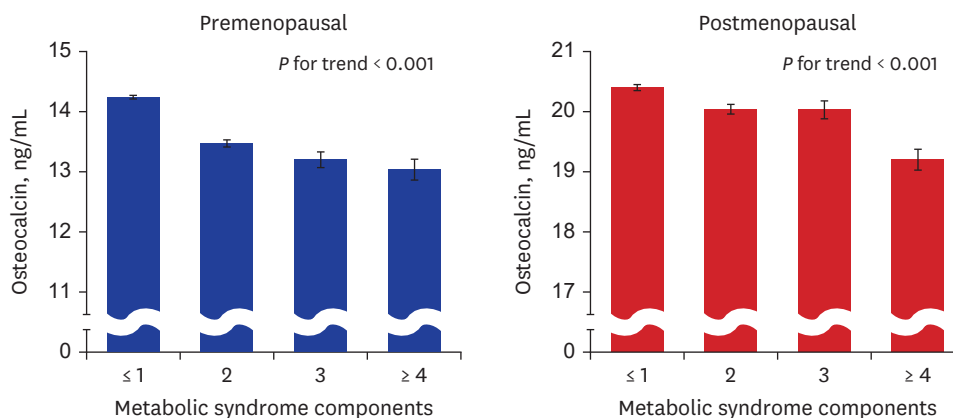 Premenopausal
P for trend < 0.001
Osteocalcin, ng/mL
15
14
13
12
11
0
≤ 1 2 3 ≥ 4
Metabolic syndrome components
Postmenopausal
P for trend < 0.001
Osteocalcin, ng/mL
21
20
19
18
17
0
≤ 1 2 3 ≥ 4
Metabolic syndrome components